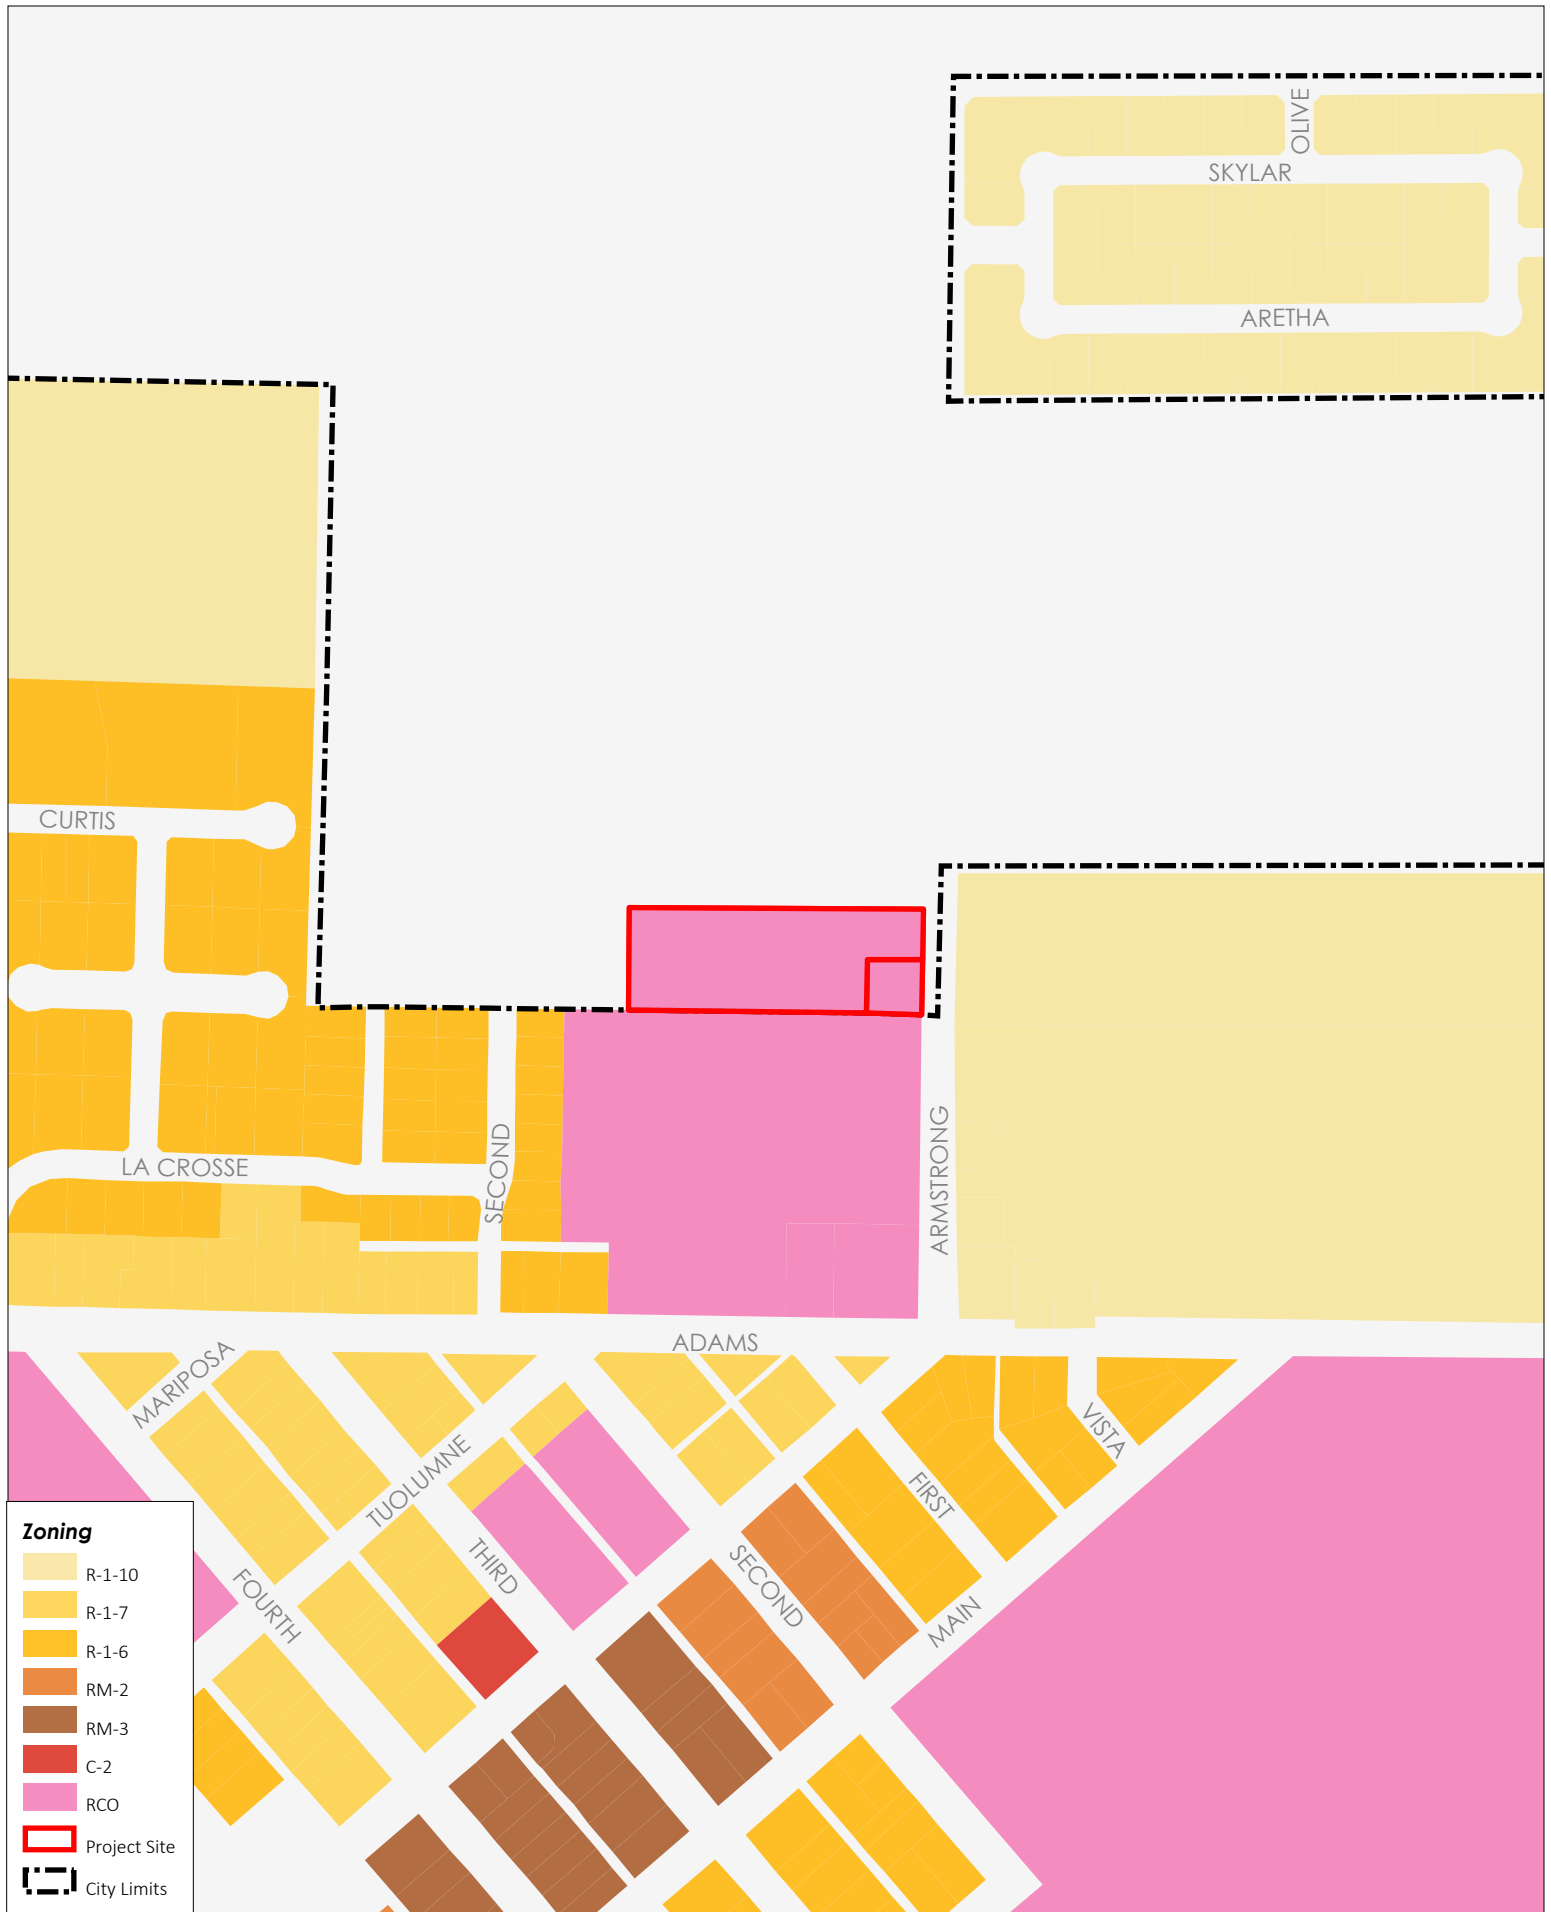 OLIVE
SKYLAR
ARETHA
CURTIS
LA CROSSE
SECOND
ARMSTRONG
ADAMS
MARIPOSA
TUOLUMNE
VISTA
FIRST
THIRD
SECOND
FOURTH
MAIN
Zoning
R-1-10
R-1-7
R-1-6
RM-2
RM-3
C-2
RCO
Project Site
City Limits